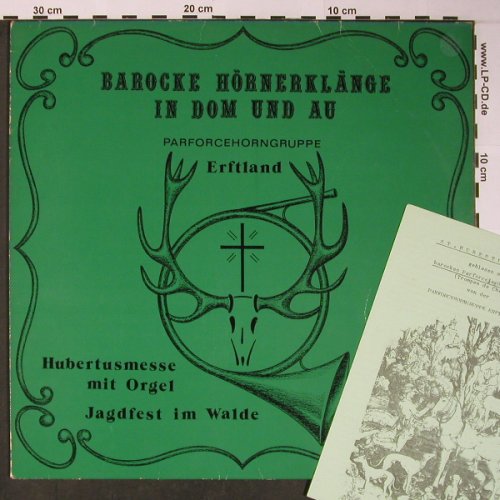 30 cm
20 cm
10 cm
www.LP-CD.de
10 cm
BAROCKE HÖRNERKLÄNGE
IN DOM UND AU
PARFORCEHORNGRUPPE
Erftland
Hubertusmesse
mit Orgel
Jagdfest im Walde